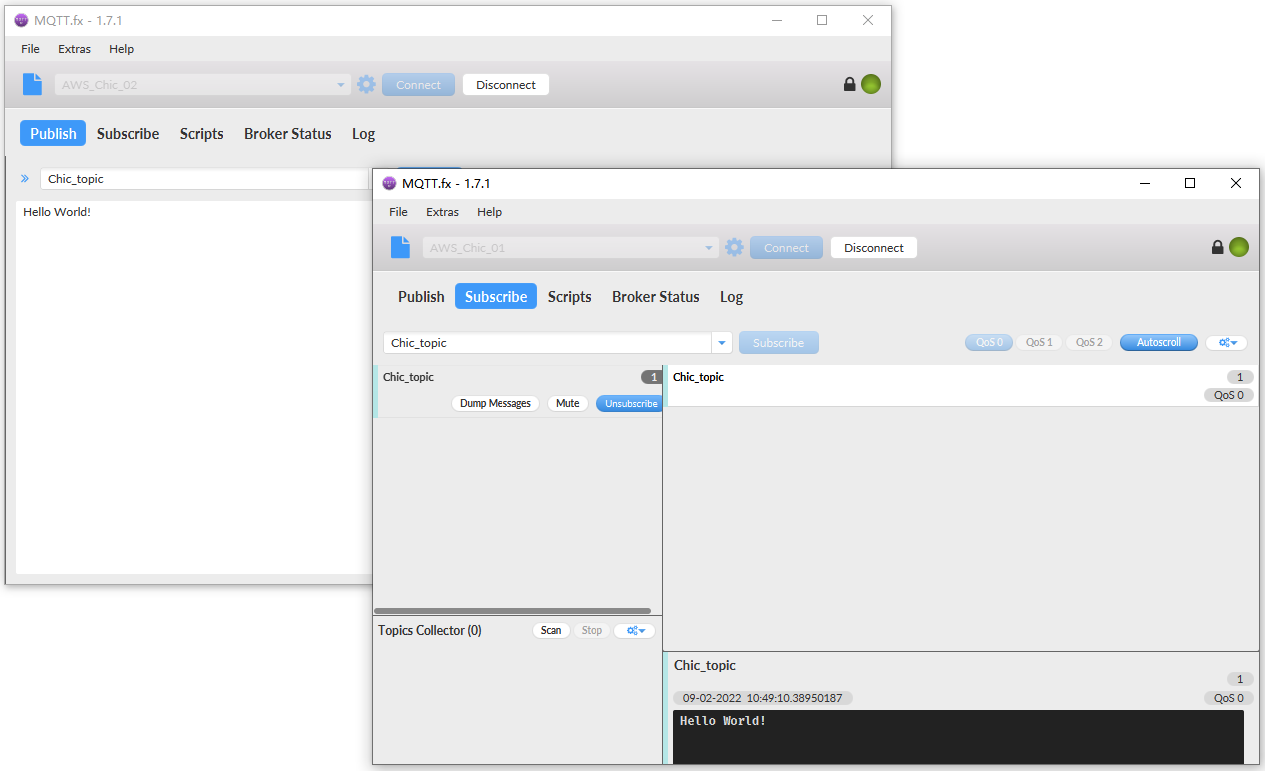 MQTT.fx - 1.7.1
File Extras Help
AWS_Chic_02 Connect Disconnect
Publish Subscribe Scripts Broker Status Log
Chic_topic
Hello World!
MQTT.fx - 1.7.1
File Extras Help
AWS_Chic_01 Connect Disconnect
Publish Subscribe Scripts Broker Status Log
Chic_topic Subscribe QoS 0 QoS 1 QoS 2 Autoscroll
Chic_topic 1
Dump Messages Mute Unsubscribe
Chic_topic 1
QoS 0
Topics Collector (0) Scan Stop
Chic_topic
1
09-02-2022 10:49:10.38950187 QoS 0
Hello World!